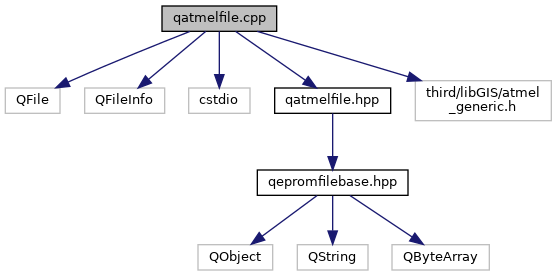 qatmelfile.cpp
QFile
QFileInfo
cstdio
qatmelfile.hpp
third/libGIS/atmel
_generic.h
qepromfilebase.hpp
QObject
QString
QByteArray